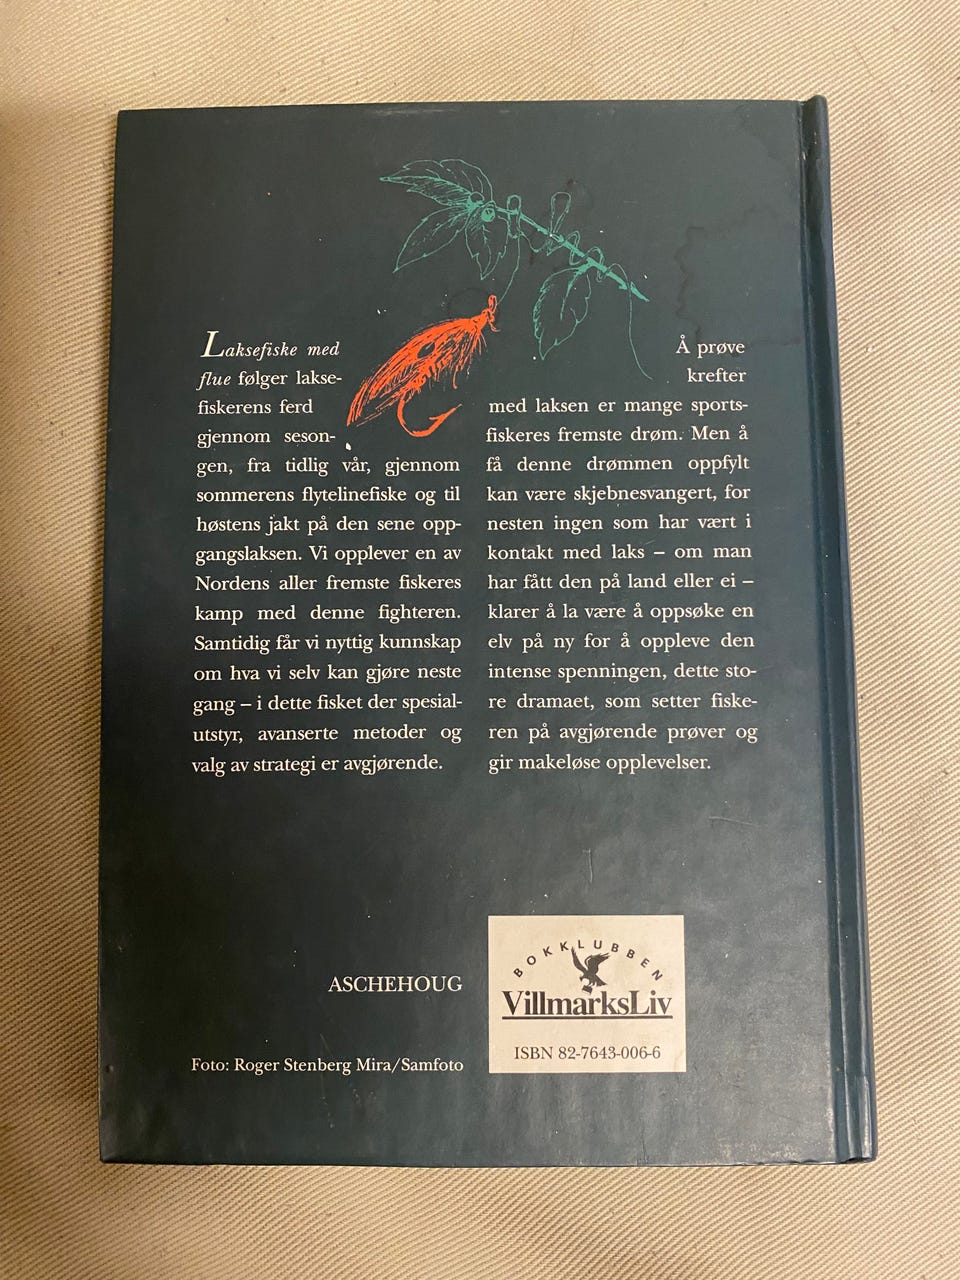 Laksefiske med
flue følger lakse-
fiskerens ferd
gjennom seson-
gen, fra tidlig vår, gjennom
sommerens flytelinefiske og til
høstens jakt på den sene opp-
gangslaksen. Vi opplever en av
Nordens aller fremste fiskeres
kamp med denne fighteren.
Samtidig får vi nyttig kunnskap
om hva vi selv kan gjøre neste
gang – i dette fisket der spesial-
utstyr, avanserte metoder og
valg av strategi er avgjørende.
Å prøve
krefter
med laksen er mange sports-
fiskeres fremste drøm. Men å
få denne drømmen oppfylt
kan være skjebnesvangert, for
nesten ingen som har vært i
kontakt med laks – om man
har fått den på land eller ei –
klarer å la være å oppsøke en
elv på ny for å oppleve den
intense spenningen, dette sto-
re dramaet, som setter fiske-
ren på avgjørende prøver og
gir makeløse opplevelser.
ASCHEHOUG
Foto: Roger Stenberg Mira/Samfoto
BOKKLUBBEN
VillmarksLiv
ISBN 82-7643-006-6